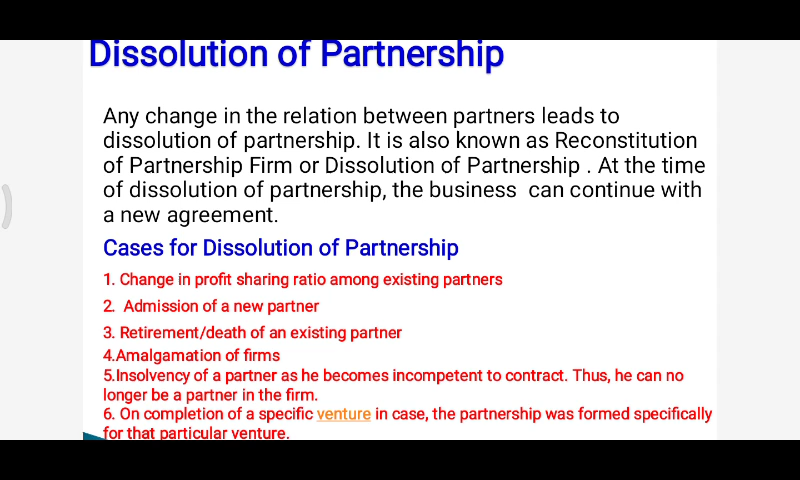 Dissolution of Partnership
Any change in the relation between partners leads to
dissolution of partnership. It is also known as Reconstitution
of Partnership Firm or Dissolution of Partnership . At the time
of dissolution of partnership, the business  can continue with
a new agreement.
Cases for Dissolution of Partnership
1. Change in profit sharing ratio among existing partners
2.  Admission of a new partner
3. Retirement/death of an existing partner
4.Amalgamation of firms
5.Insolvency of a partner as he becomes incompetent to contract. Thus, he can no
longer be a partner in the firm.
6. On completion of a specific venture in case, the partnership was formed specifically
for that particular venture.